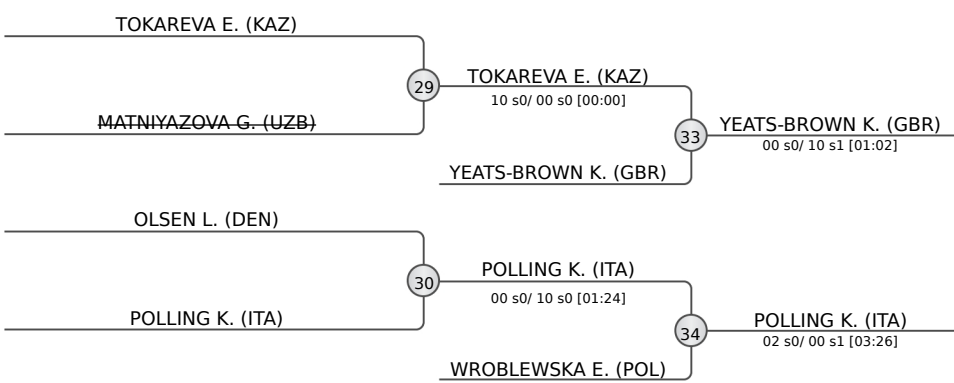 TOKAREVA E. (KAZ)
29
TOKAREVA E. (KAZ)
10 s0/ 00 s0 [00:00]
MATNIYAZOVA G. (UZB)
33
YEATS-BROWN K. (GBR)
00 s0/ 10 s1 [01:02]
YEATS-BROWN K. (GBR)
OLSEN L. (DEN)
30
POLLING K. (ITA)
00 s0/ 10 s0 [01:24]
POLLING K. (ITA)
34
POLLING K. (ITA)
02 s0/ 00 s1 [03:26]
WROBLEWSKA E. (POL)